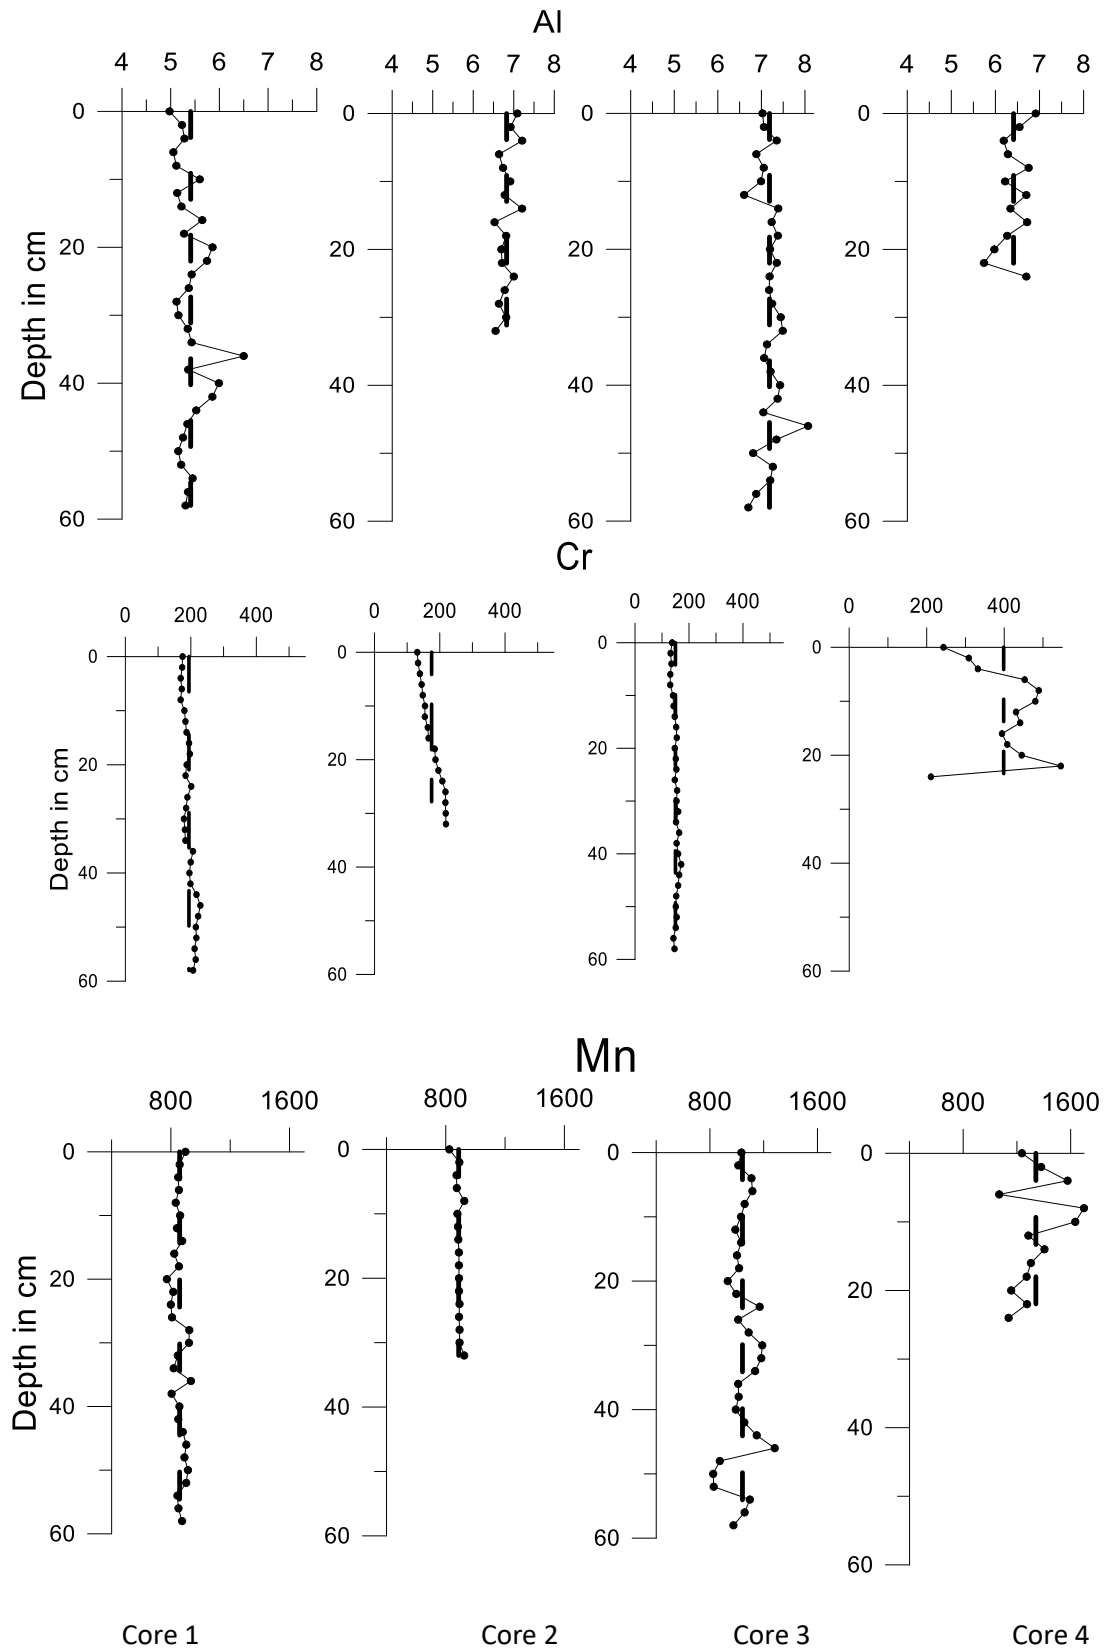 Al
4 5 6 7 8 4 5 6 7 8 4 5 6 7 8 4 5 6 7 8
0 0 0 0
20 20 20 20
Depth in cm
40 40 40 40
60 60 60 60
Cr
0 200 400 0 200 400 0 200 400 0 200 400
0 0 0 0
20 20 20 20
Depth in cm
40 40 40 40
60 60 60 60
Mn
800 1600 800 1600 800 1600 800 1600
0 0 0 0
20 20 20 20
Depth in cm
40 40 40 40
60 60 60 60
Core 1 Core 2 Core 3 Core 4